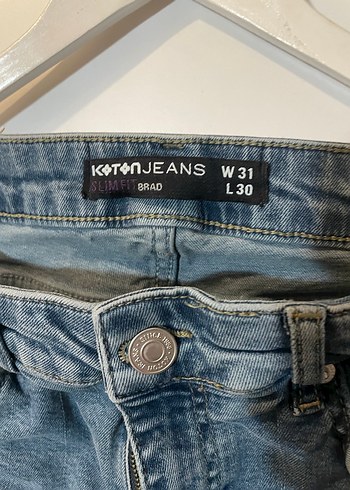 KOTONJEANS W 31
SLIM FIT BRAD L 30